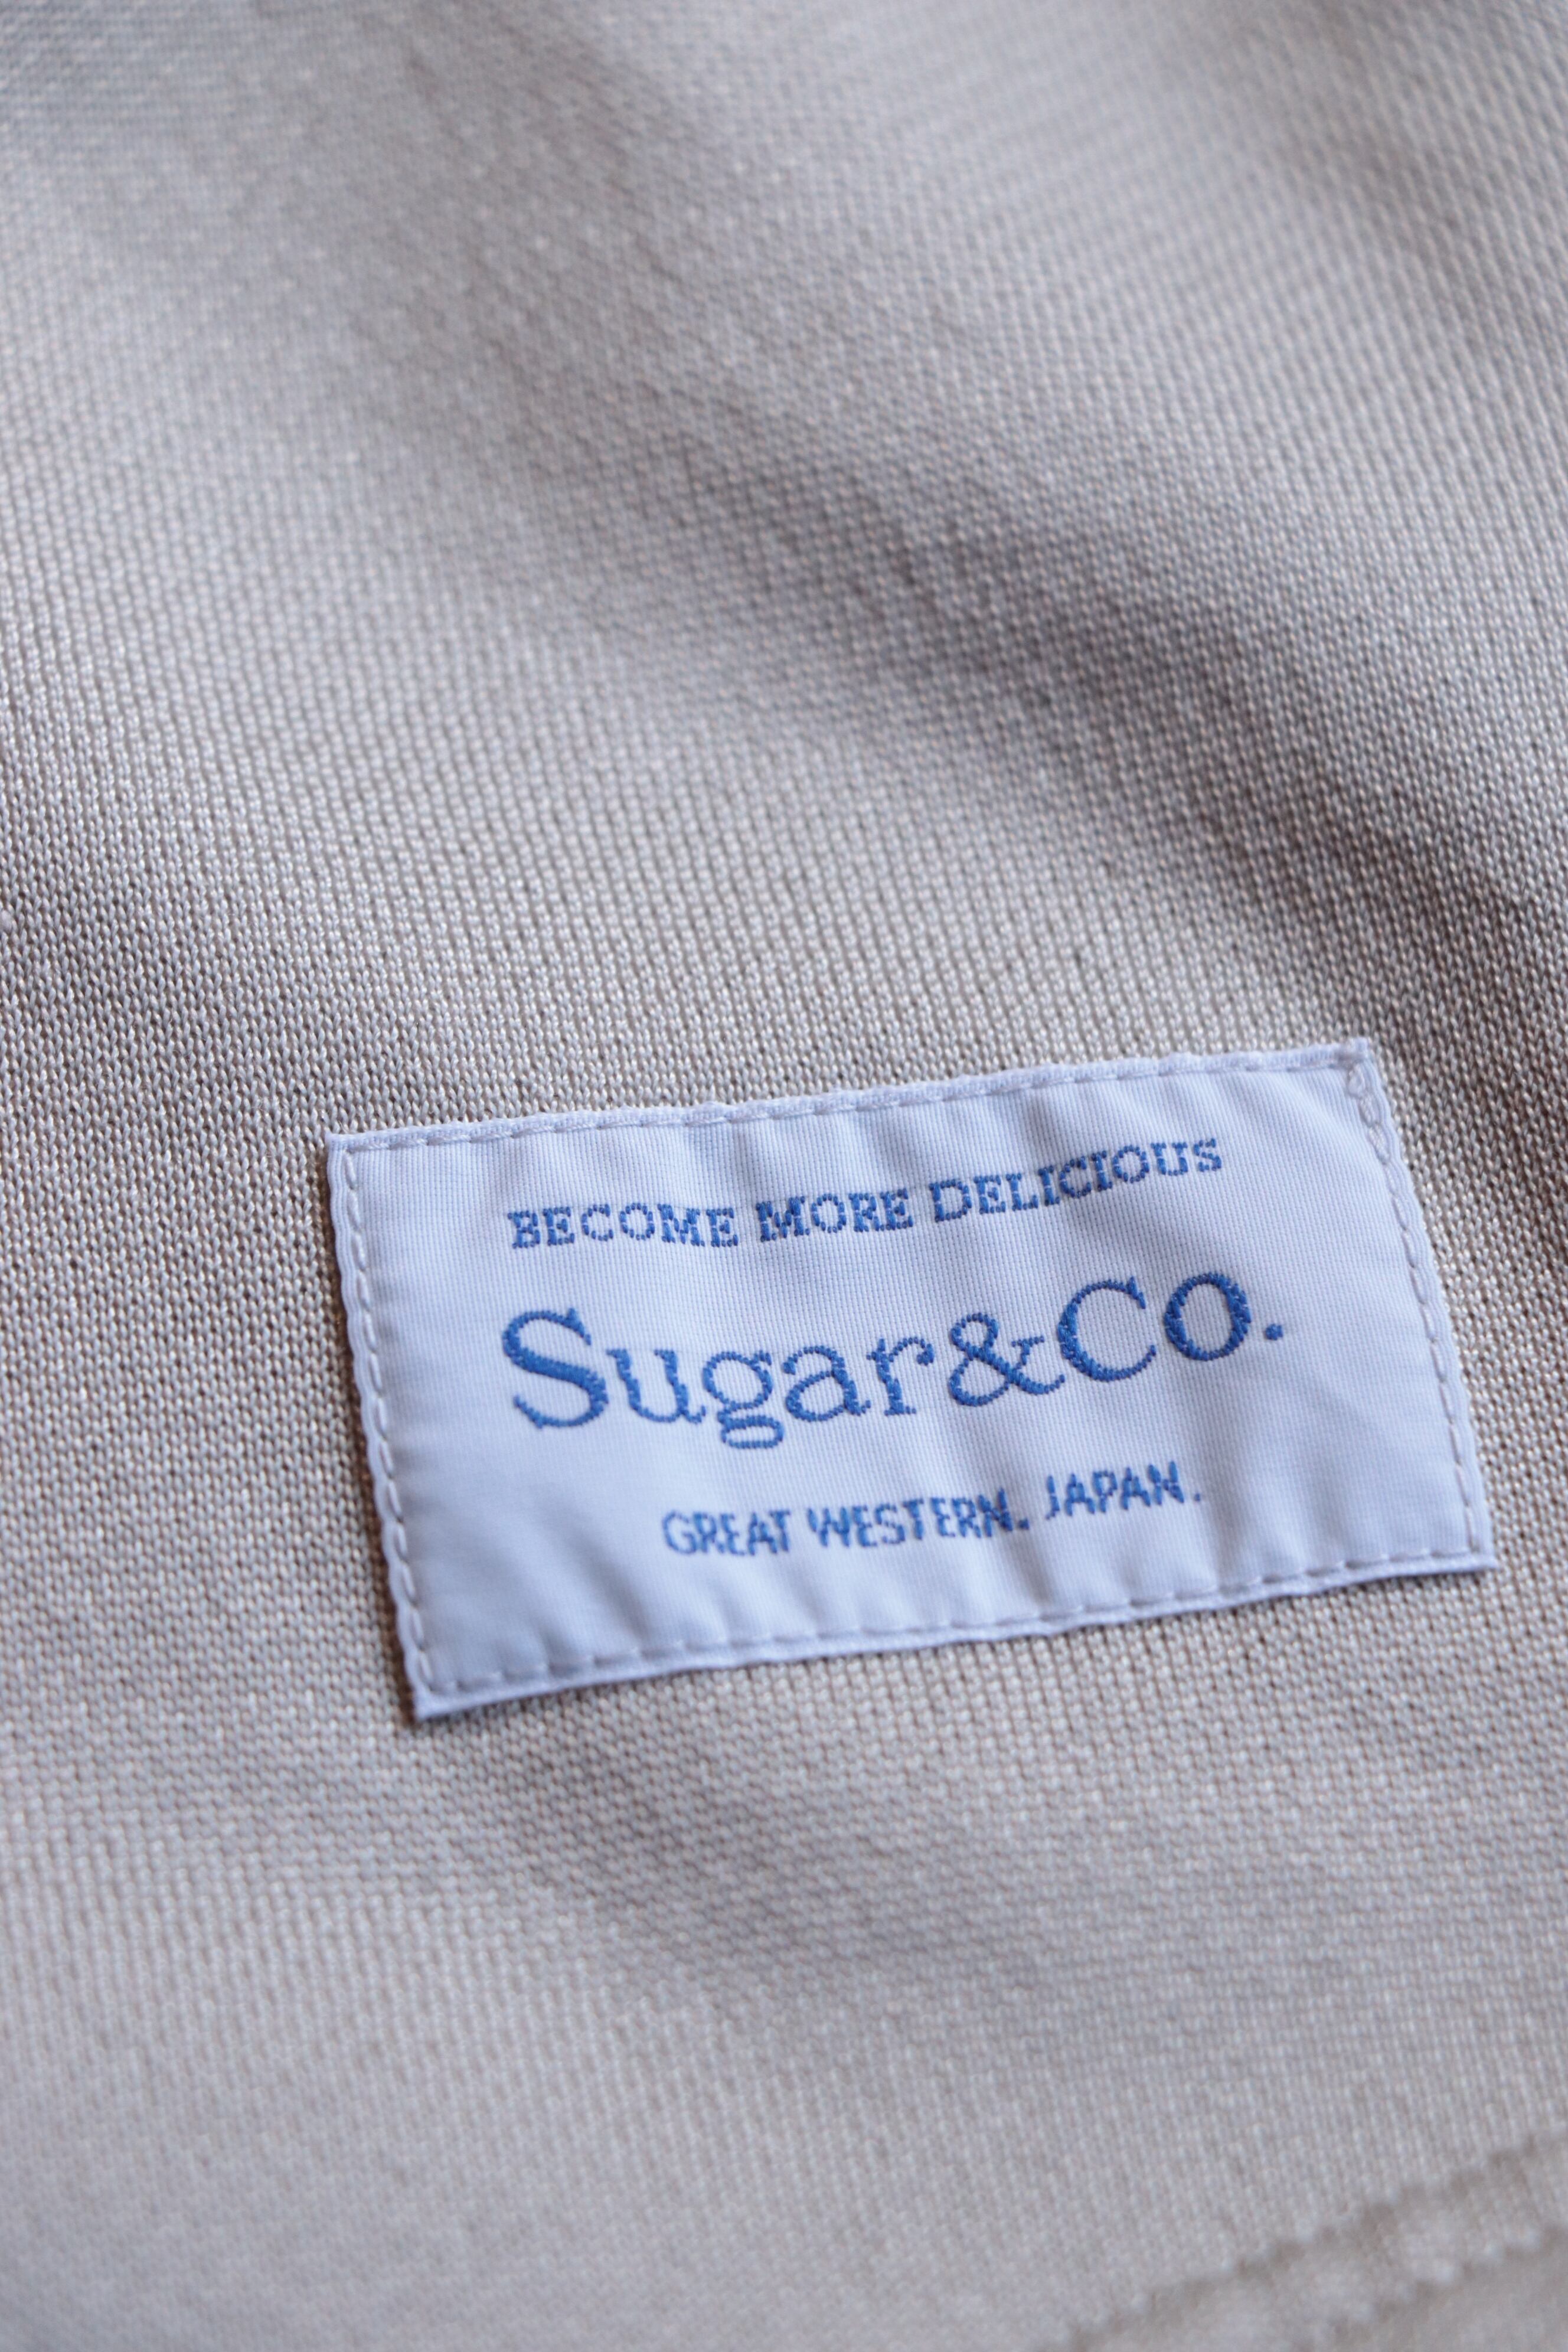 BECOME MORE DELICIOUS
Sugar&Co.
GREAT WESTERN. JAPAN.